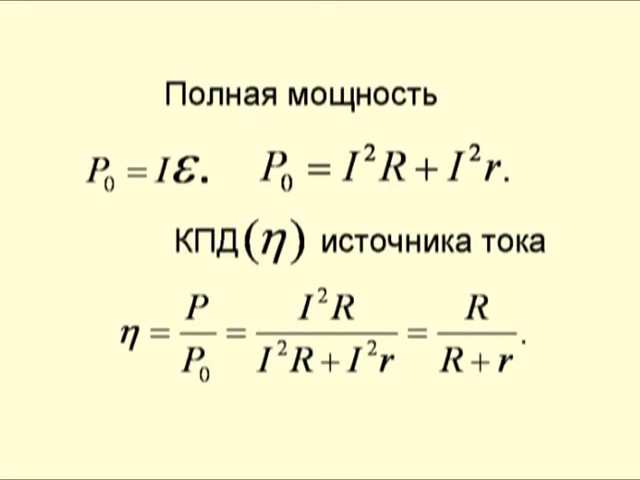 Полная мощность
P₀ = Iε. P₀ = I²R + I²r.
КПД(η) источника тока
η = P/P₀ = I²R/(I²R + I²r) = R/(R + r).